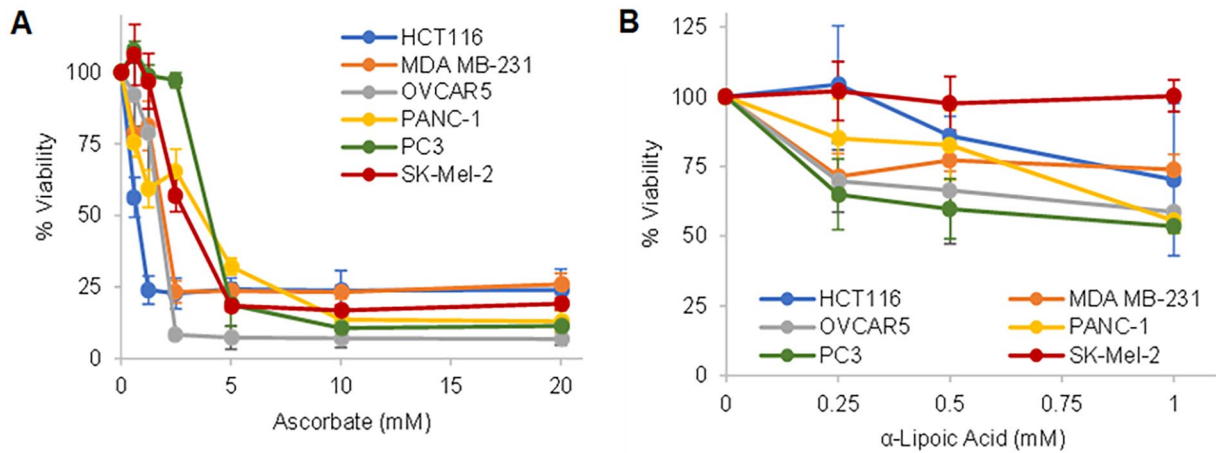 A
% Viability
100
75
50
25
0
0
5
10
15
20
Ascorbate (mM)
HCT116
MDA MB-231
OVCAR5
PANC-1
PC3
SK-Mel-2
B
% Viability
125
100
75
50
25
0
0
0.25
0.5
0.75
1
α-Lipoic Acid (mM)
HCT116 MDA MB-231
OVCAR5 PANC-1
PC3 SK-Mel-2